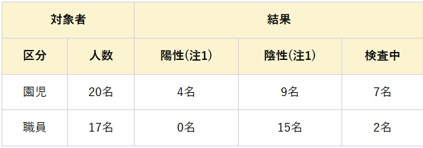 対象者 結果
区分 人数 陽性(注1) 陰性(注1) 検査中
園児 20名 4名 9名 7名
職員 17名 0名 15名 2名